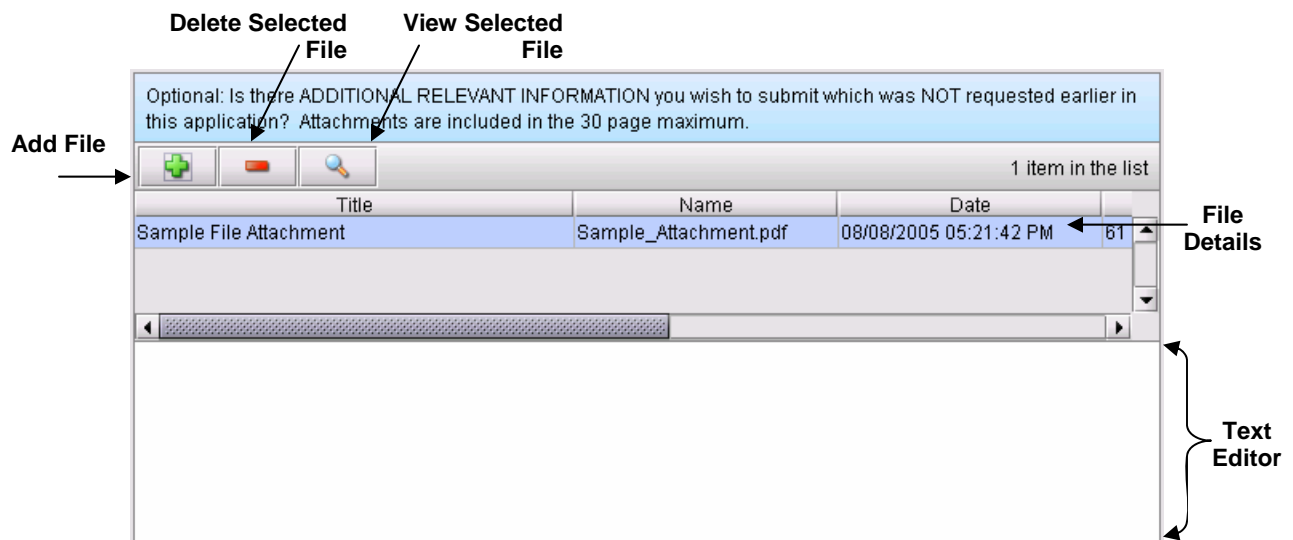 Delete Selected
File
View Selected
File
Optional: Is there ADDITIONAL RELEVANT INFORMATION you wish to submit which was NOT requested earlier in
this application?  Attachments are included in the 30 page maximum.
Add File
1 item in the list
Title Name Date
Sample File Attachment Sample_Attachment.pdf 08/08/2005 05:21:42 PM 61
File
Details
Text
Editor